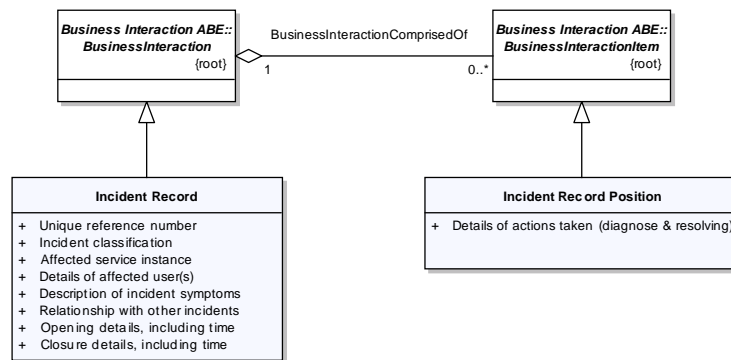 Business Interaction ABE::
BusinessInteraction
{root}
BusinessInteractionComprisedOf
1
0..*
Business Interaction ABE::
BusinessInteractionItem
{root}
Incident Record
+ Unique reference number
+ Incident classification
+ Affected service instance
+ Details of affected user(s)
+ Description of incident symptoms
+ Relationship with other incidents
+ Opening details, including time
+ Closure details, including time
Incident Record Position
+ Details of actions taken (diagnose & resolving)